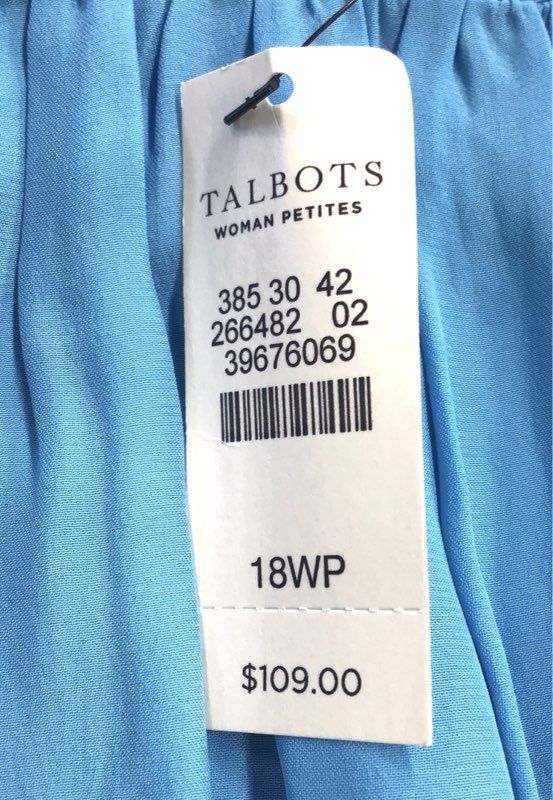 TALBOTS
WOMAN PETITES
385 30 42
266482 02
39676069
18WP
$109.00